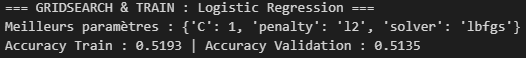 === GRIDSEARCH & TRAIN : Logistic Regression ===
Meilleurs paramètres : {'C': 1, 'penalty': 'l2', 'solver': 'lbfgs'}
Accuracy Train : 0.5193 | Accuracy Validation : 0.5135